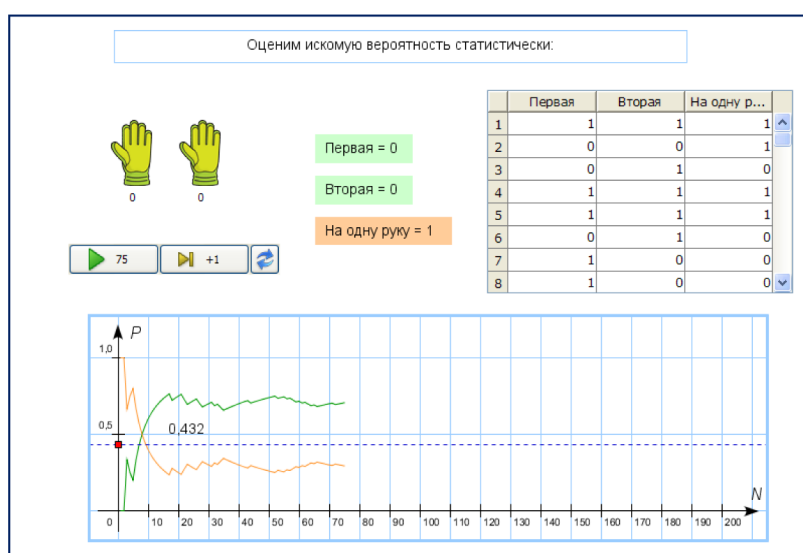 Оценим искомую вероятность статистически:
Первая Вторая На одну р...
1 1 1 1
2 0 0 1
3 0 1 0
4 1 1 1
5 1 1 1
6 0 1 0
7 1 0 0
8 1 0 0
0 0
Первая = 0
Вторая = 0
На одну руку = 1
75 +1
P
1,0
0,5
0,432
N
0 10 20 30 40 50 60 70 80 90 100 110 120 130 140 150 160 170 180 190 200